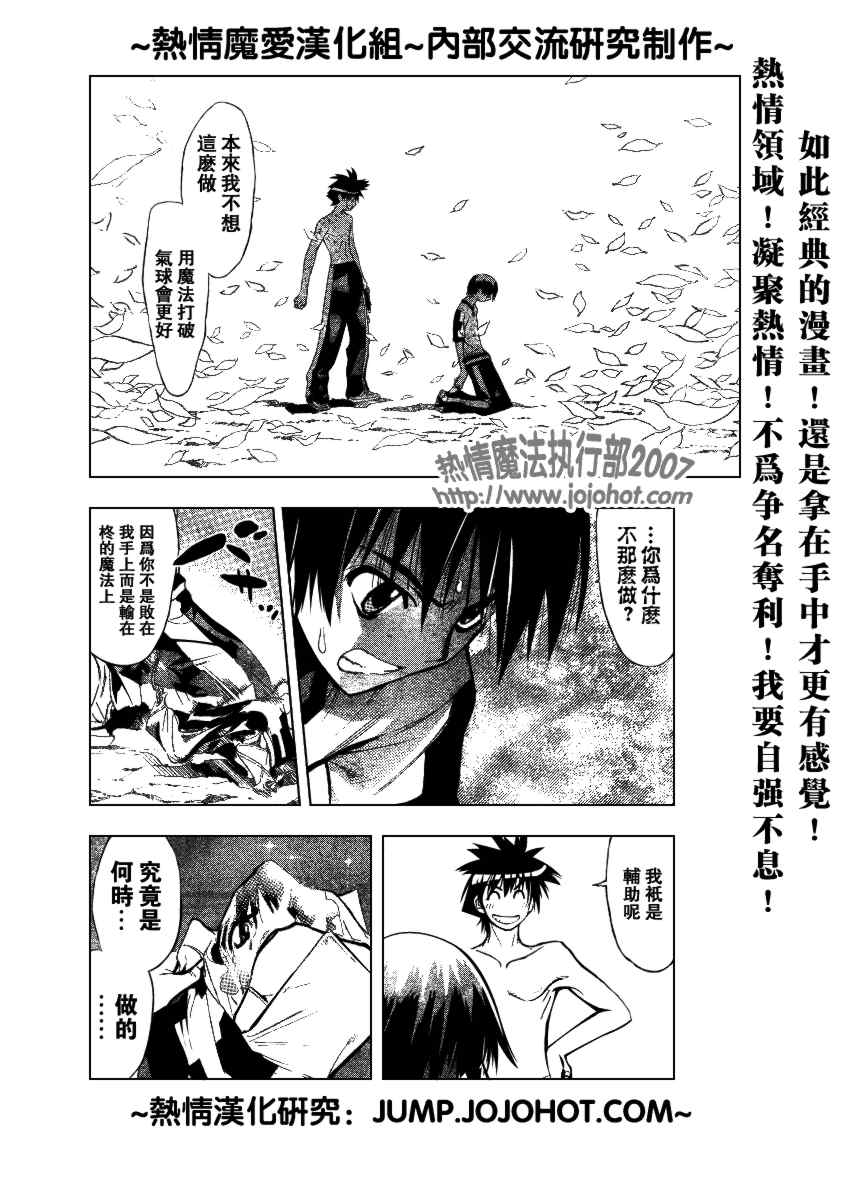 ~熱情魔愛漢化組~內部交流研究制作~
如此經典的漫畫！還是拿在手中才更有感覺！
熱情領域！凝聚熱情！不爲争名奪利！我要自强不息！
本來我不想
這麽做
用魔法打破
氣球會更好
熱情魔法执行部2007
http://www.jojohot.com
…你爲什麽
不那麽做？
因爲你不是敗在
我手上而是輸在
柊的魔法上
我衹是
輔助呢
究竟是
何時…
做的
……
~熱情漢化研究：JUMP.JOJOHOT.COM~